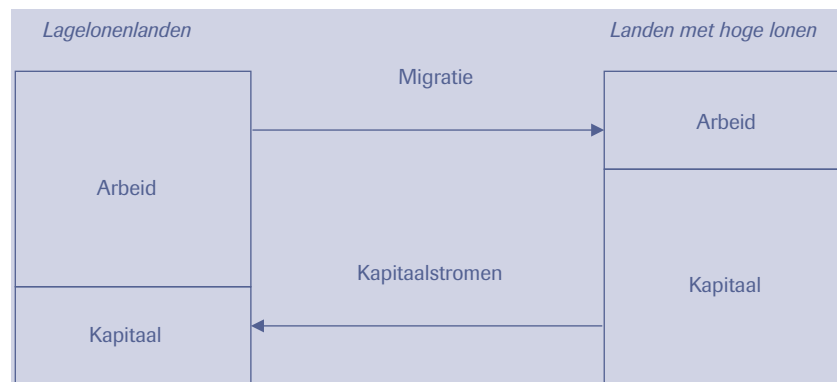 Lagelonenlanden
Landen met hoge lonen
Migratie
Arbeid
Arbeid
Kapitaalstromen
Kapitaal
Kapitaal